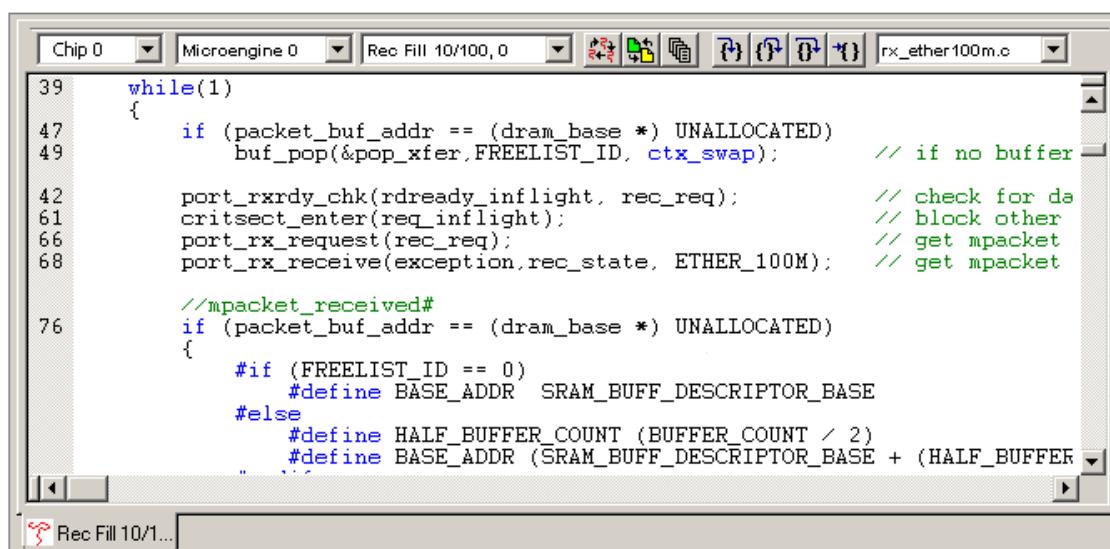 Chip 0 Microengine 0 Rec Fill 10/100, 0 rx_ether100m.c
39 while(1)
{
47 if (packet_buf_addr == (dram_base *) UNALLOCATED)
49 buf_pop(&pop_xfer,FREELIST_ID, ctx_swap); // if no buffer
42 port_rxrdy_chk(rdready_inflight, rec_req); // check for da
61 critsect_enter(req_inflight); // block other
66 port_rx_request(rec_req); // get mpacket
68 port_rx_receive(exception,rec_state, ETHER_100M); // get mpacket
//mpacket_received#
76 if (packet_buf_addr == (dram_base *) UNALLOCATED)
{
#if (FREELIST_ID == 0)
#define BASE_ADDR SRAM_BUFF_DESCRIPTOR_BASE
#else
#define HALF_BUFFER_COUNT (BUFFER_COUNT / 2)
#define BASE_ADDR (SRAM_BUFF_DESCRIPTOR_BASE + (HALF_BUFFER
Rec Fill 10/1...